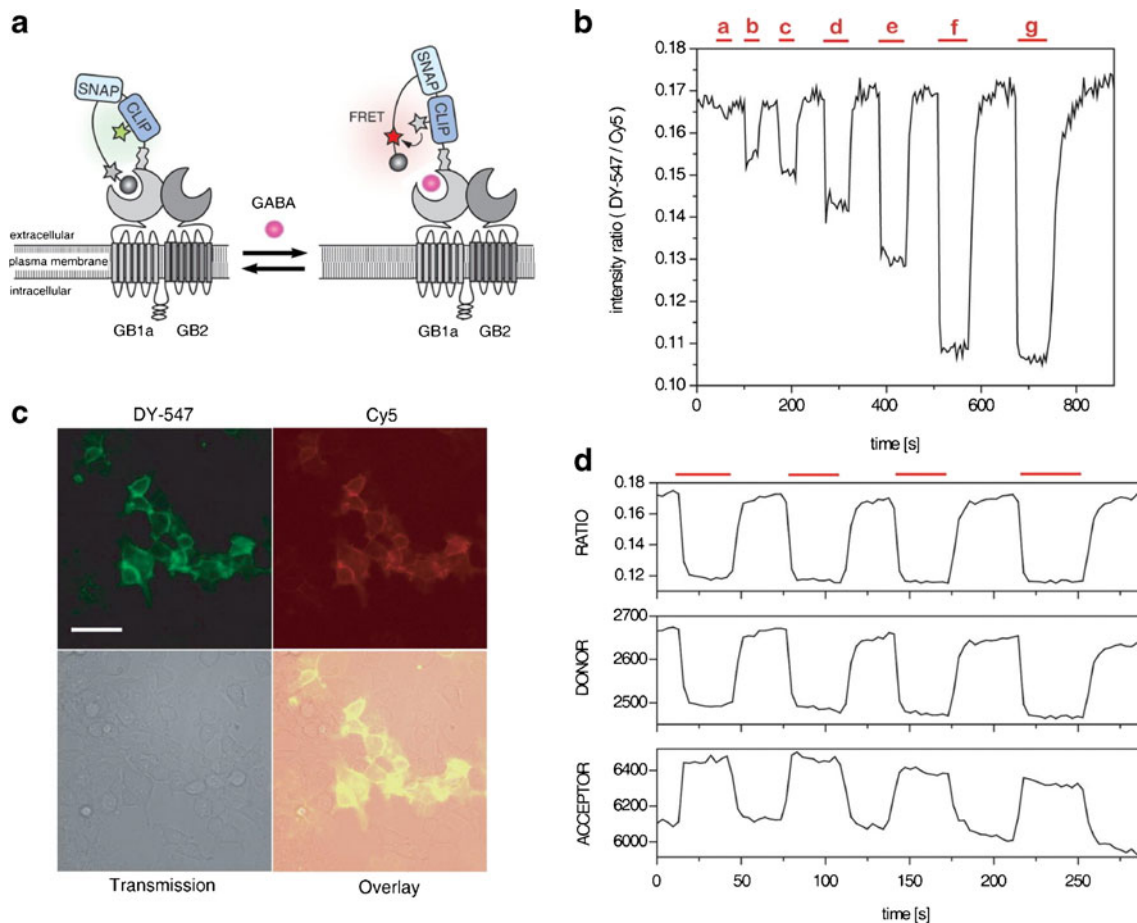 a
SNAP
CLIP
extracellular
plasma membrane
intracellular
GB1a
GB2
GABA
FRET
SNAP
CLIP
GB1a
GB2
b
a b c d e f g
intensity ratio ( DY-547 / Cy5 )
0.18
0.17
0.16
0.15
0.14
0.13
0.12
0.11
0.10
0 200 400 600 800
time [s]
c
DY-547 Cy5
Transmission Overlay
d
RATIO
0.18
0.16
0.14
0.12
DONOR
2700
2600
2500
ACCEPTOR
6400
6200
6000
0 50 100 150 200 250
time [s]